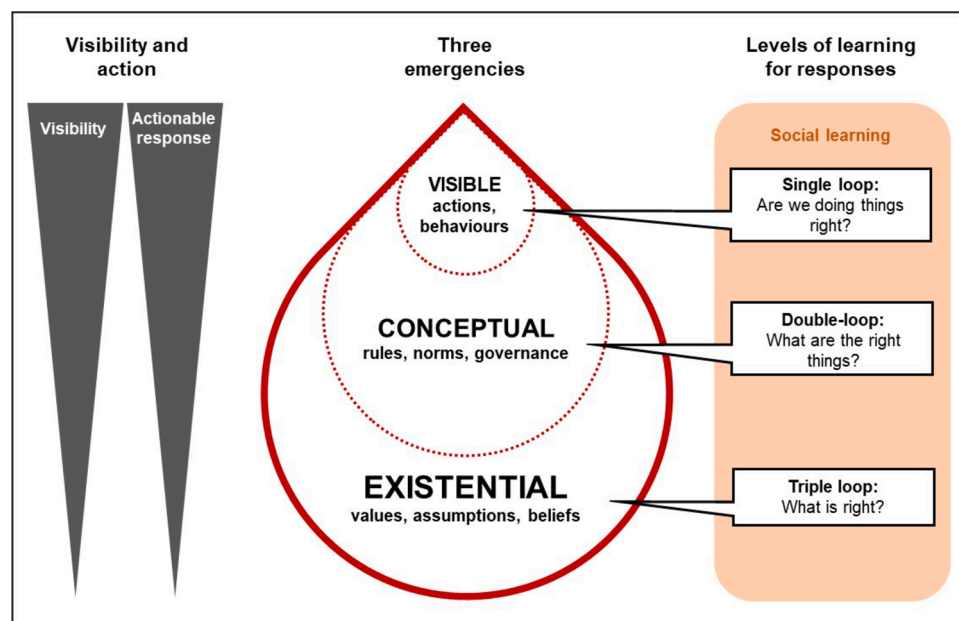 Visibility and
action
Visibility
Actionable
response
Three
emergencies
VISIBLE
actions,
behaviours
CONCEPTUAL
rules, norms, governance
EXISTENTIAL
values, assumptions, beliefs
Levels of learning
for responses
Social learning
Single loop:
Are we doing things
right?
Double-loop:
What are the right
things?
Triple loop:
What is right?